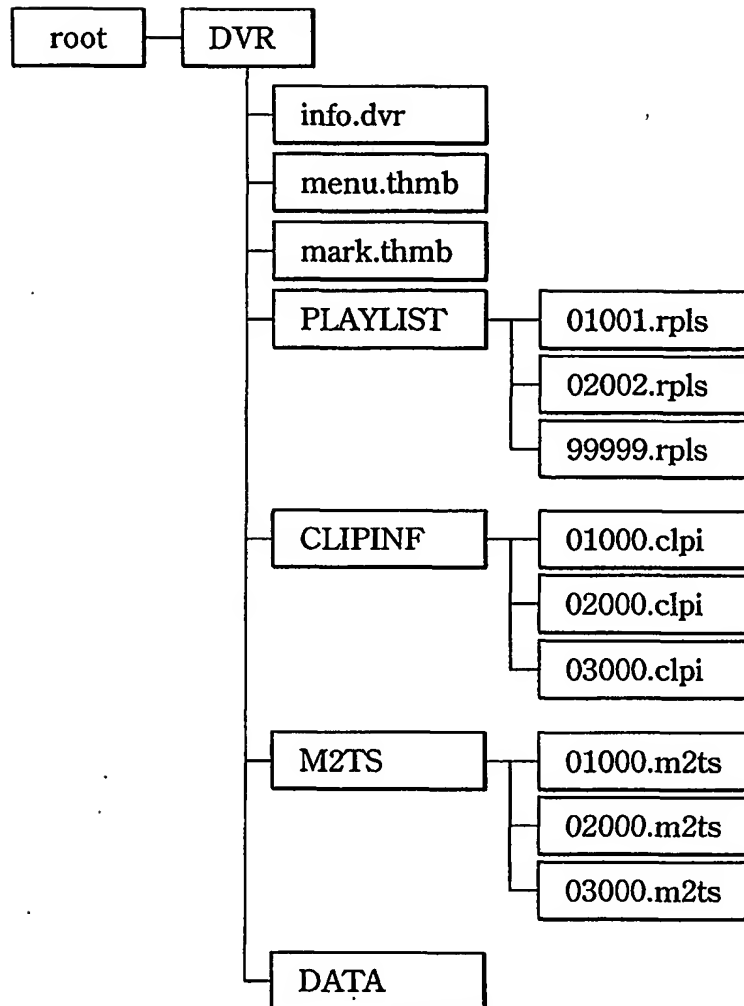 root
DVR
info.dvr
menu.thmb
mark.thmb
PLAYLIST
01001.rpls
02002.rpls
99999.rpls
CLIPINF
01000.clpi
02000.clpi
03000.clpi
M2TS
01000.m2ts
02000.m2ts
03000.m2ts
DATA